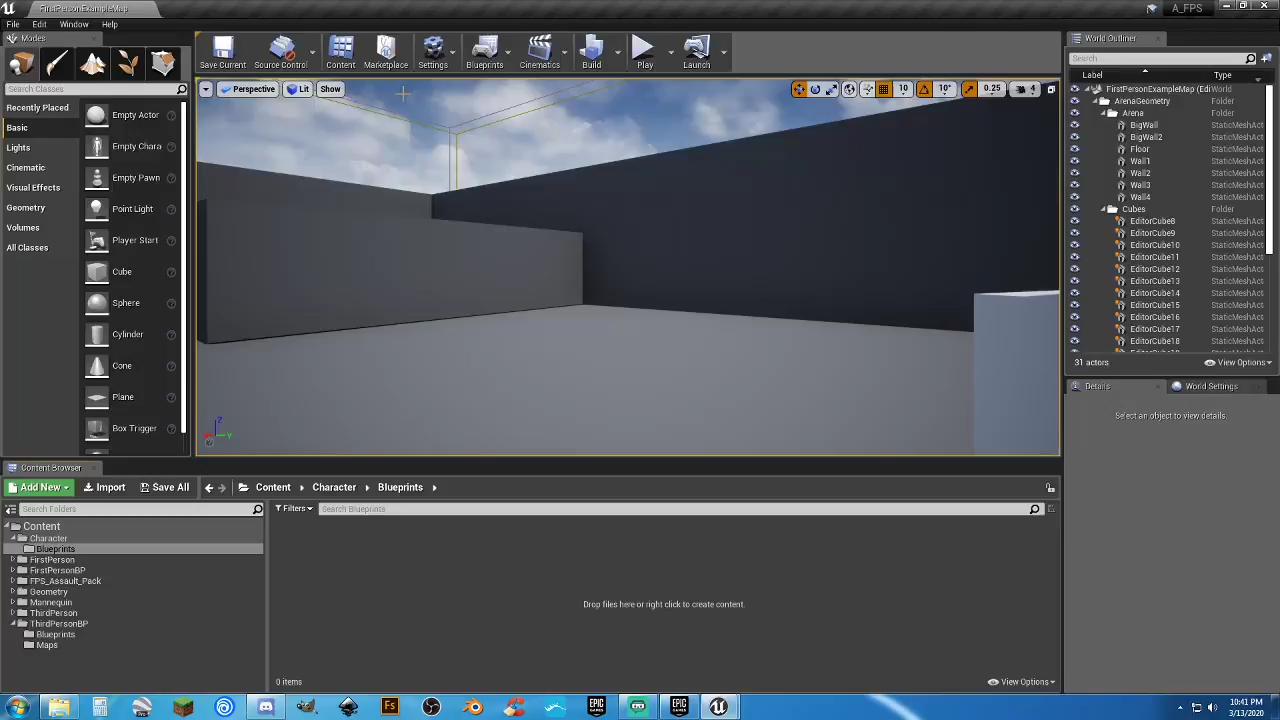 FirstPersonExampleMap
A_FPS
File Edit Window Help
Modes
Search Classes
Recently Placed
Basic
Lights
Cinematic
Visual Effects
Geometry
Volumes
All Classes
Empty Actor
Empty Chara
Empty Pawn
Point Light
Player Start
Cube
Sphere
Cylinder
Cone
Plane
Box Trigger
Save Current
Source Control
Content
Marketplace
Settings
Blueprints
Cinematics
Build
Play
Launch
Perspective Lit Show
10 10° 0.25 4
Z
Y
World Outliner
Search
Label Type
FirstPersonExampleMap (Edi World
ArenaGeometry Folder
Arena Folder
BigWall StaticMeshAct
BigWall2 StaticMeshAct
Floor StaticMeshAct
Wall1 StaticMeshAct
Wall2 StaticMeshAct
Wall3 StaticMeshAct
Wall4 StaticMeshAct
Cubes Folder
EditorCube8 StaticMeshAct
EditorCube9 StaticMeshAct
EditorCube10 StaticMeshAct
EditorCube11 StaticMeshAct
EditorCube12 StaticMeshAct
EditorCube13 StaticMeshAct
EditorCube14 StaticMeshAct
EditorCube15 StaticMeshAct
EditorCube16 StaticMeshAct
EditorCube17 StaticMeshAct
EditorCube18 StaticMeshAct
31 actors View Options
Details World Settings
Select an object to view details.
Content Browser
Add New Import Save All Content Character Blueprints
Search Folders
Filters Search Blueprints
Content
Character
Blueprints
FirstPerson
FirstPersonBP
FPS_Assault_Pack
Geometry
Mannequin
ThirdPerson
ThirdPersonBP
Blueprints
Maps
Drop files here or right click to create content.
0 items View Options
Fs
EPIC GAMES
EPIC GAMES
10:41 PM
3/13/2020